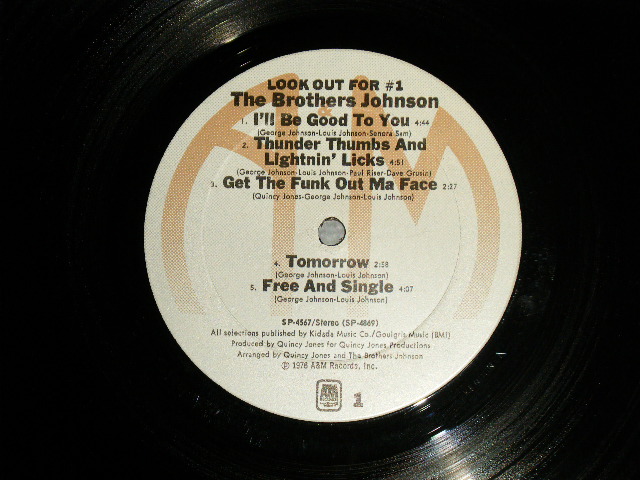 LOOK OUT FOR #1
The Brothers Johnson
1. I'll Be Good To You 4:44
(George Johnson-Louis Johnson-Senora Sam)
2. Thunder Thumbs And
Lightnin' Licks 4:51
(George Johnson-Louis Johnson-Paul Riser-Dave Grusin)
3. Get The Funk Out Ma Face 2:27
(Quincy Jones-George Johnson-Louis Johnson)
4. Tomorrow 2:58
(George Johnson-Louis Johnson)
5. Free And Single 4:07
(George Johnson-Louis Johnson)
SP-4567/Stereo (SP-4869)
All selections published by Kidada Music Co./Goulgris Music (BMI)
Produced by Quincy Jones for Quincy Jones Productions
Arranged by Quincy Jones and The Brothers Johnson
Ⓟ 1976 A&M Records, Inc.
1